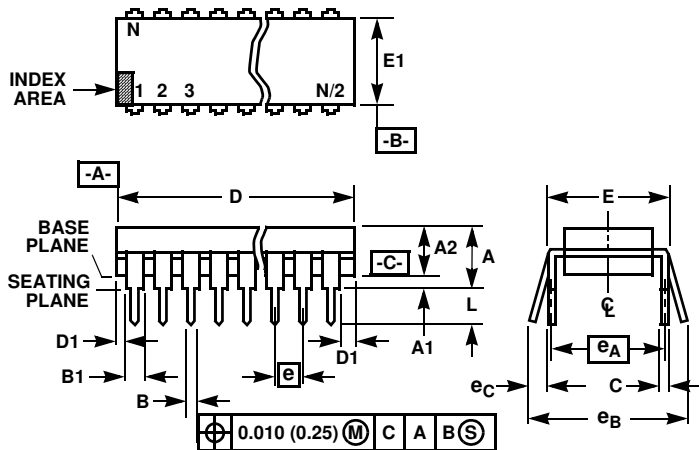 N
E1
INDEX
AREA
1 2 3 N/2
-B-
-A-
D
E
BASE
PLANE
A2
A
-C-
SEATING
PLANE
L
CL
D1
A1
D1
eA
B1
e
eC
C
B
eB
0.010 (0.25) M C A B S